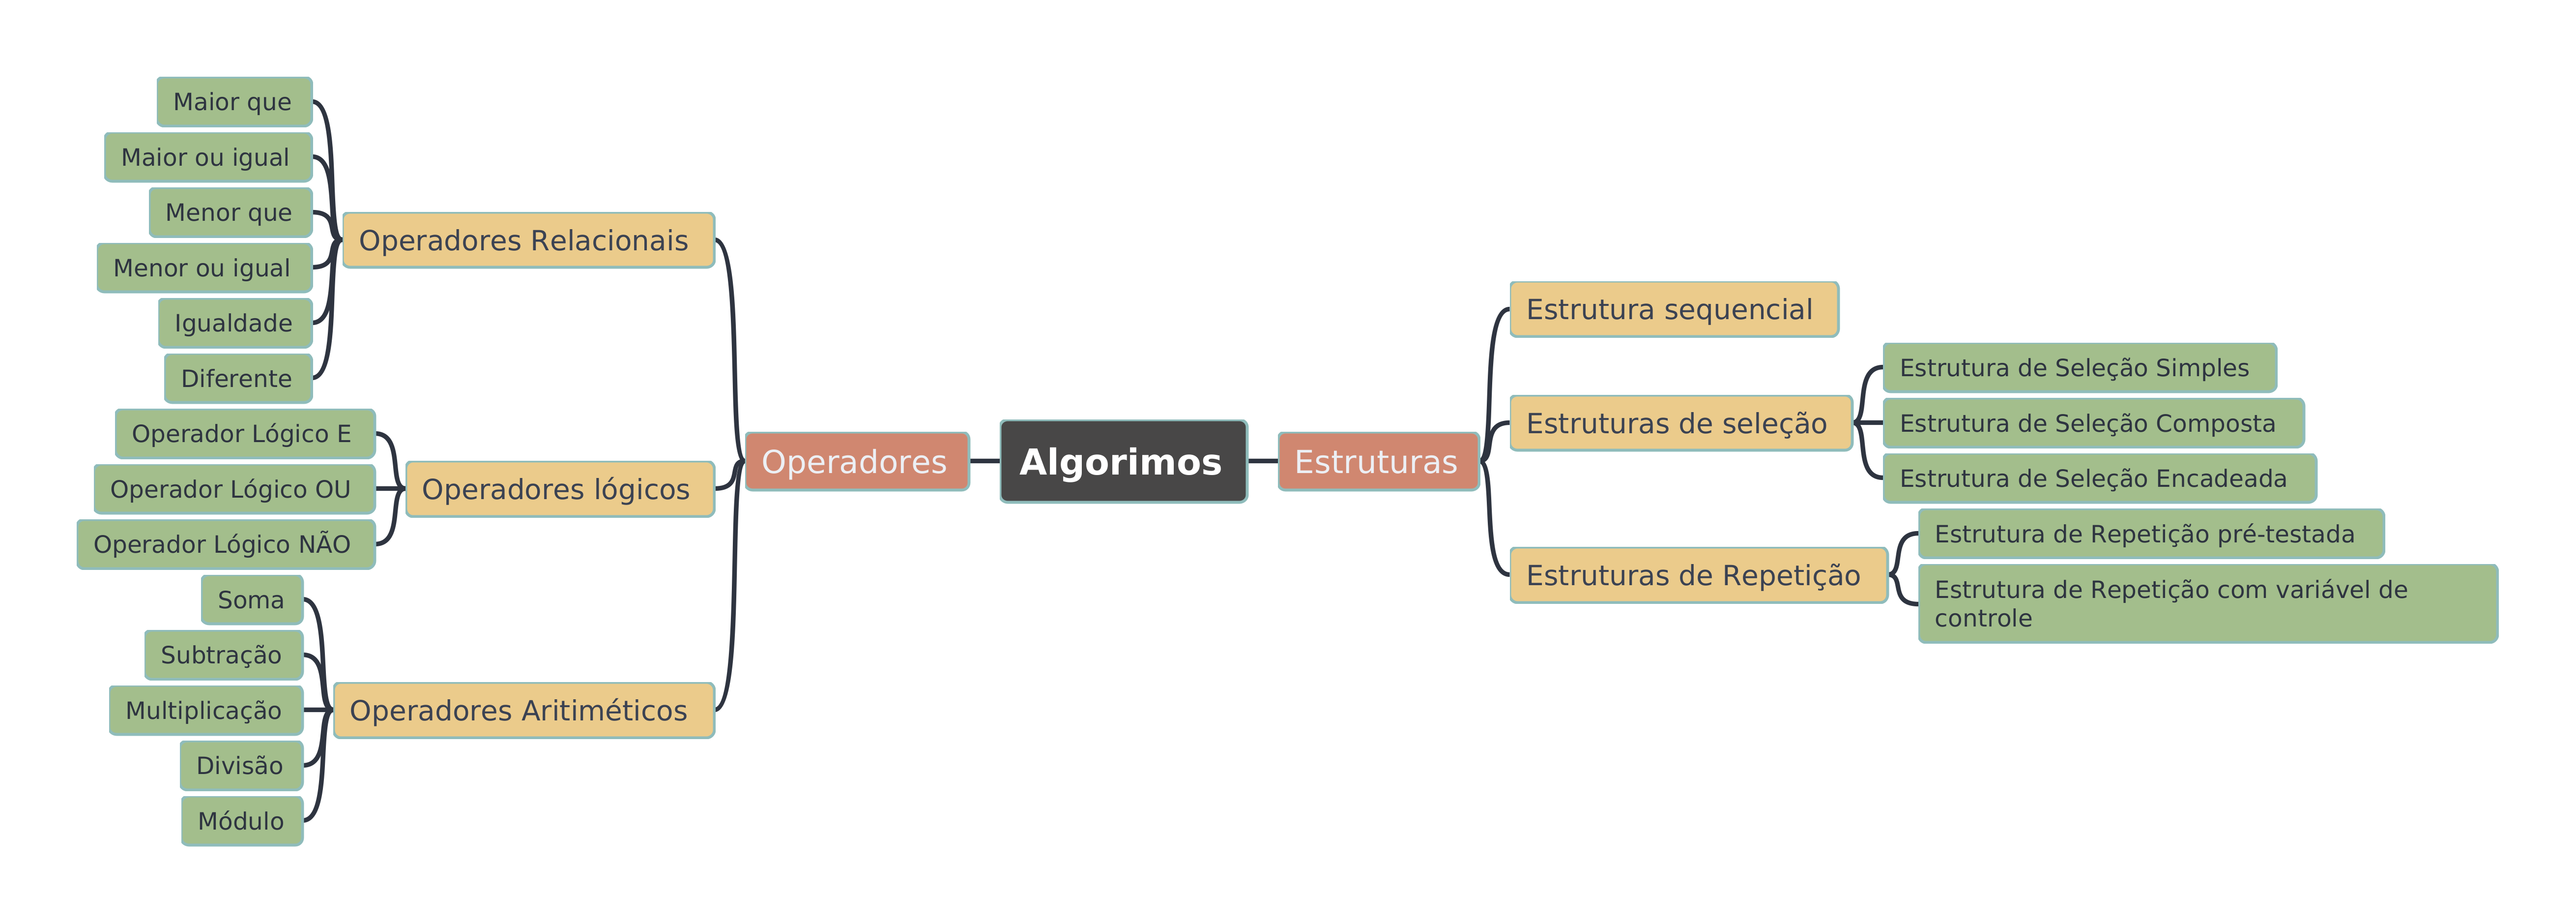 Maior que
Maior ou igual
Menor que
Menor ou igual
Igualdade
Diferente
Operadores Relacionais
Operador Lógico E
Operador Lógico OU
Operador Lógico NÃO
Operadores lógicos
Soma
Subtração
Multiplicação
Divisão
Módulo
Operadores Aritiméticos
Operadores
Algorimos
Estruturas
Estrutura sequencial
Estruturas de seleção
Estrutura de Seleção Simples
Estrutura de Seleção Composta
Estrutura de Seleção Encadeada
Estruturas de Repetição
Estrutura de Repetição pré-testada
Estrutura de Repetição com variável de
controle